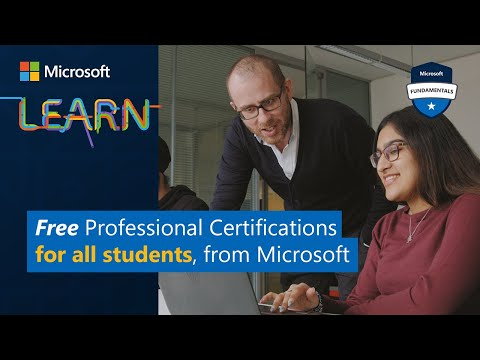 Microsoft
LEARN
Microsoft
FUNDAMENTALS
Free Professional Certifications
for all students, from Microsoft